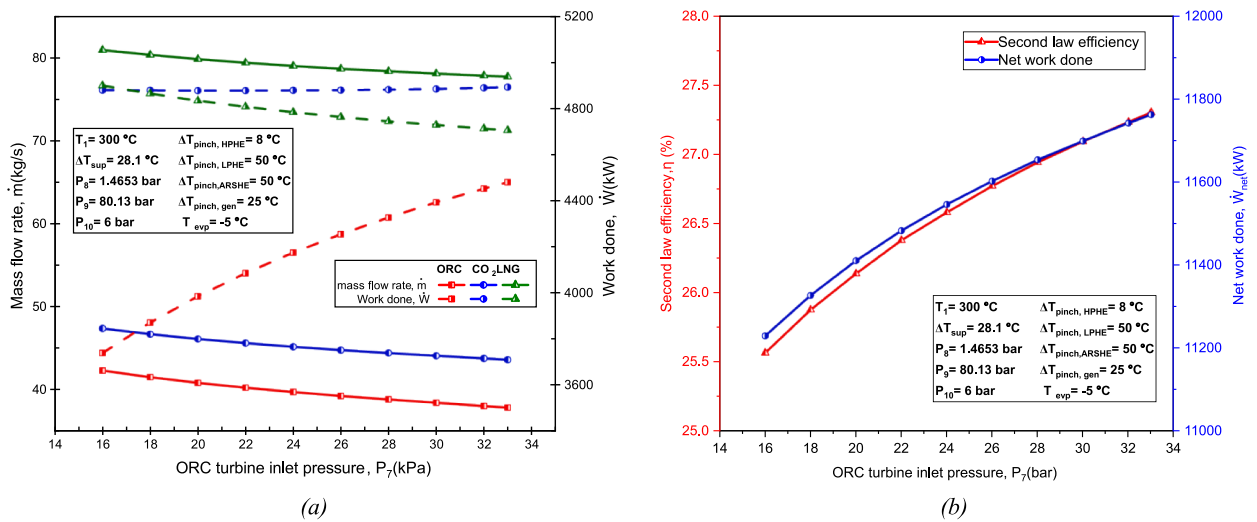 80
70
60
50
40
Mass flow rate, ṁ(kg/s)
5200
4800
4400
4000
3600
Work done, Ẇ(kW)
T1= 300 °C ΔTpinch, HPHE= 8 °C
ΔTsup= 28.1 °C ΔTpinch, LPHE= 50 °C
P8= 1.4653 bar ΔTpinch,ARSHE= 50 °C
P9= 80.13 bar ΔTpinch, gen= 25 °C
P10= 6 bar T evp= -5 °C
ORC CO 2LNG
mass flow rate, ṁ
Work done, Ẇ
14 16 18 20 22 24 26 28 30 32 34
ORC turbine inlet pressure , P7(kPa)
(a)
28.0
27.5
27.0
26.5
26.0
25.5
25.0
Second law efficiency,η (%)
12000
11800
11600
11400
11200
11000
Net work done, Ẇnet(kW)
Second law efficiency
Net work done
T1= 300 °C ΔTpinch, HPHE= 8 °C
ΔTsup= 28.1 °C ΔTpinch, LPHE= 50 °C
P8= 1.4653 bar ΔTpinch,ARSHE= 50 °C
P9= 80.13 bar ΔTpinch, gen= 25 °C
P10= 6 bar T evp= -5 °C
14 16 18 20 22 24 26 28 30 32 34
ORC turbine inlet pressure, P7(bar)
(b)